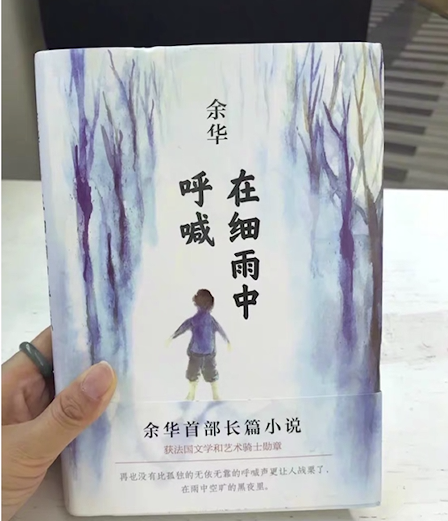 余华
在细雨中
呼喊
余华首部长篇小说
获法国文学和艺术骑士勋章
再也没有比孤独的无依无靠的呼喊声更让人战栗了，
在雨中空旷的黑夜里。